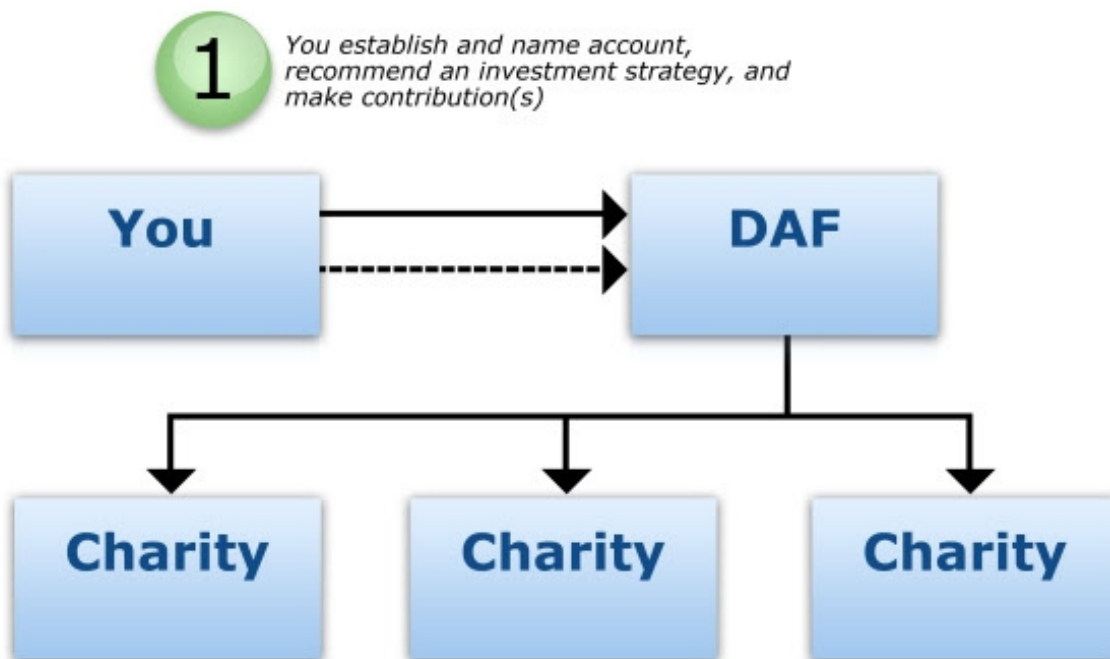 1
You establish and name account,
recommend an investment strategy, and
make contribution(s)
You
DAF
Charity
Charity
Charity